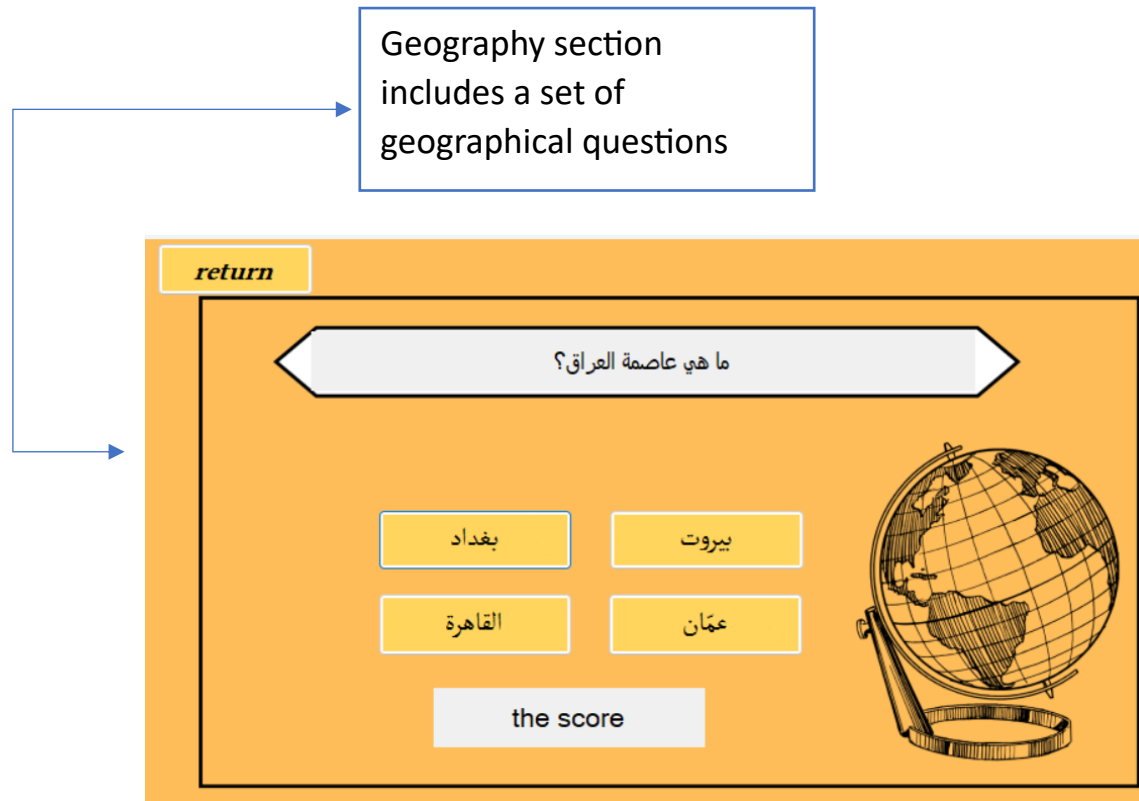 Geography section
includes a set of
geographical questions
return
ما هي عاصمة العراق؟
بغداد
بيروت
القاهرة
عمّان
the score